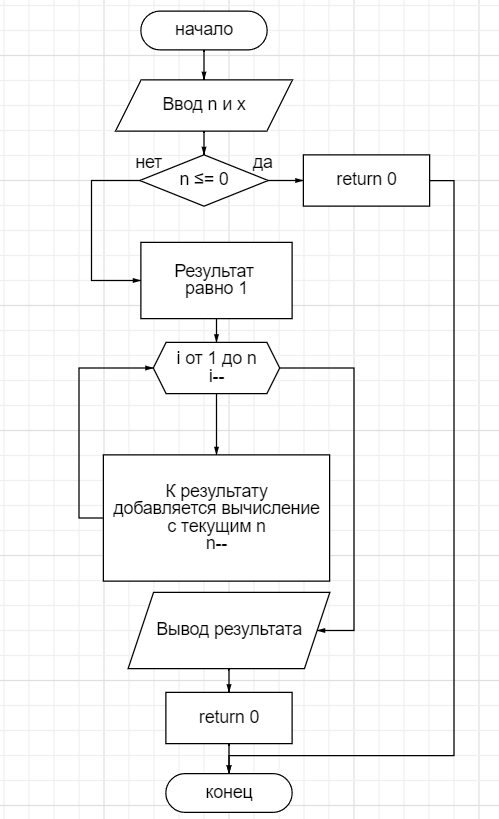 начало
Ввод n и x
нет
да
n ≤= 0
return 0
Результат
равно 1
i от 1 до n
i--
К результату
добавляется вычисление
с текущим n
n--
Вывод результата
return 0
конец